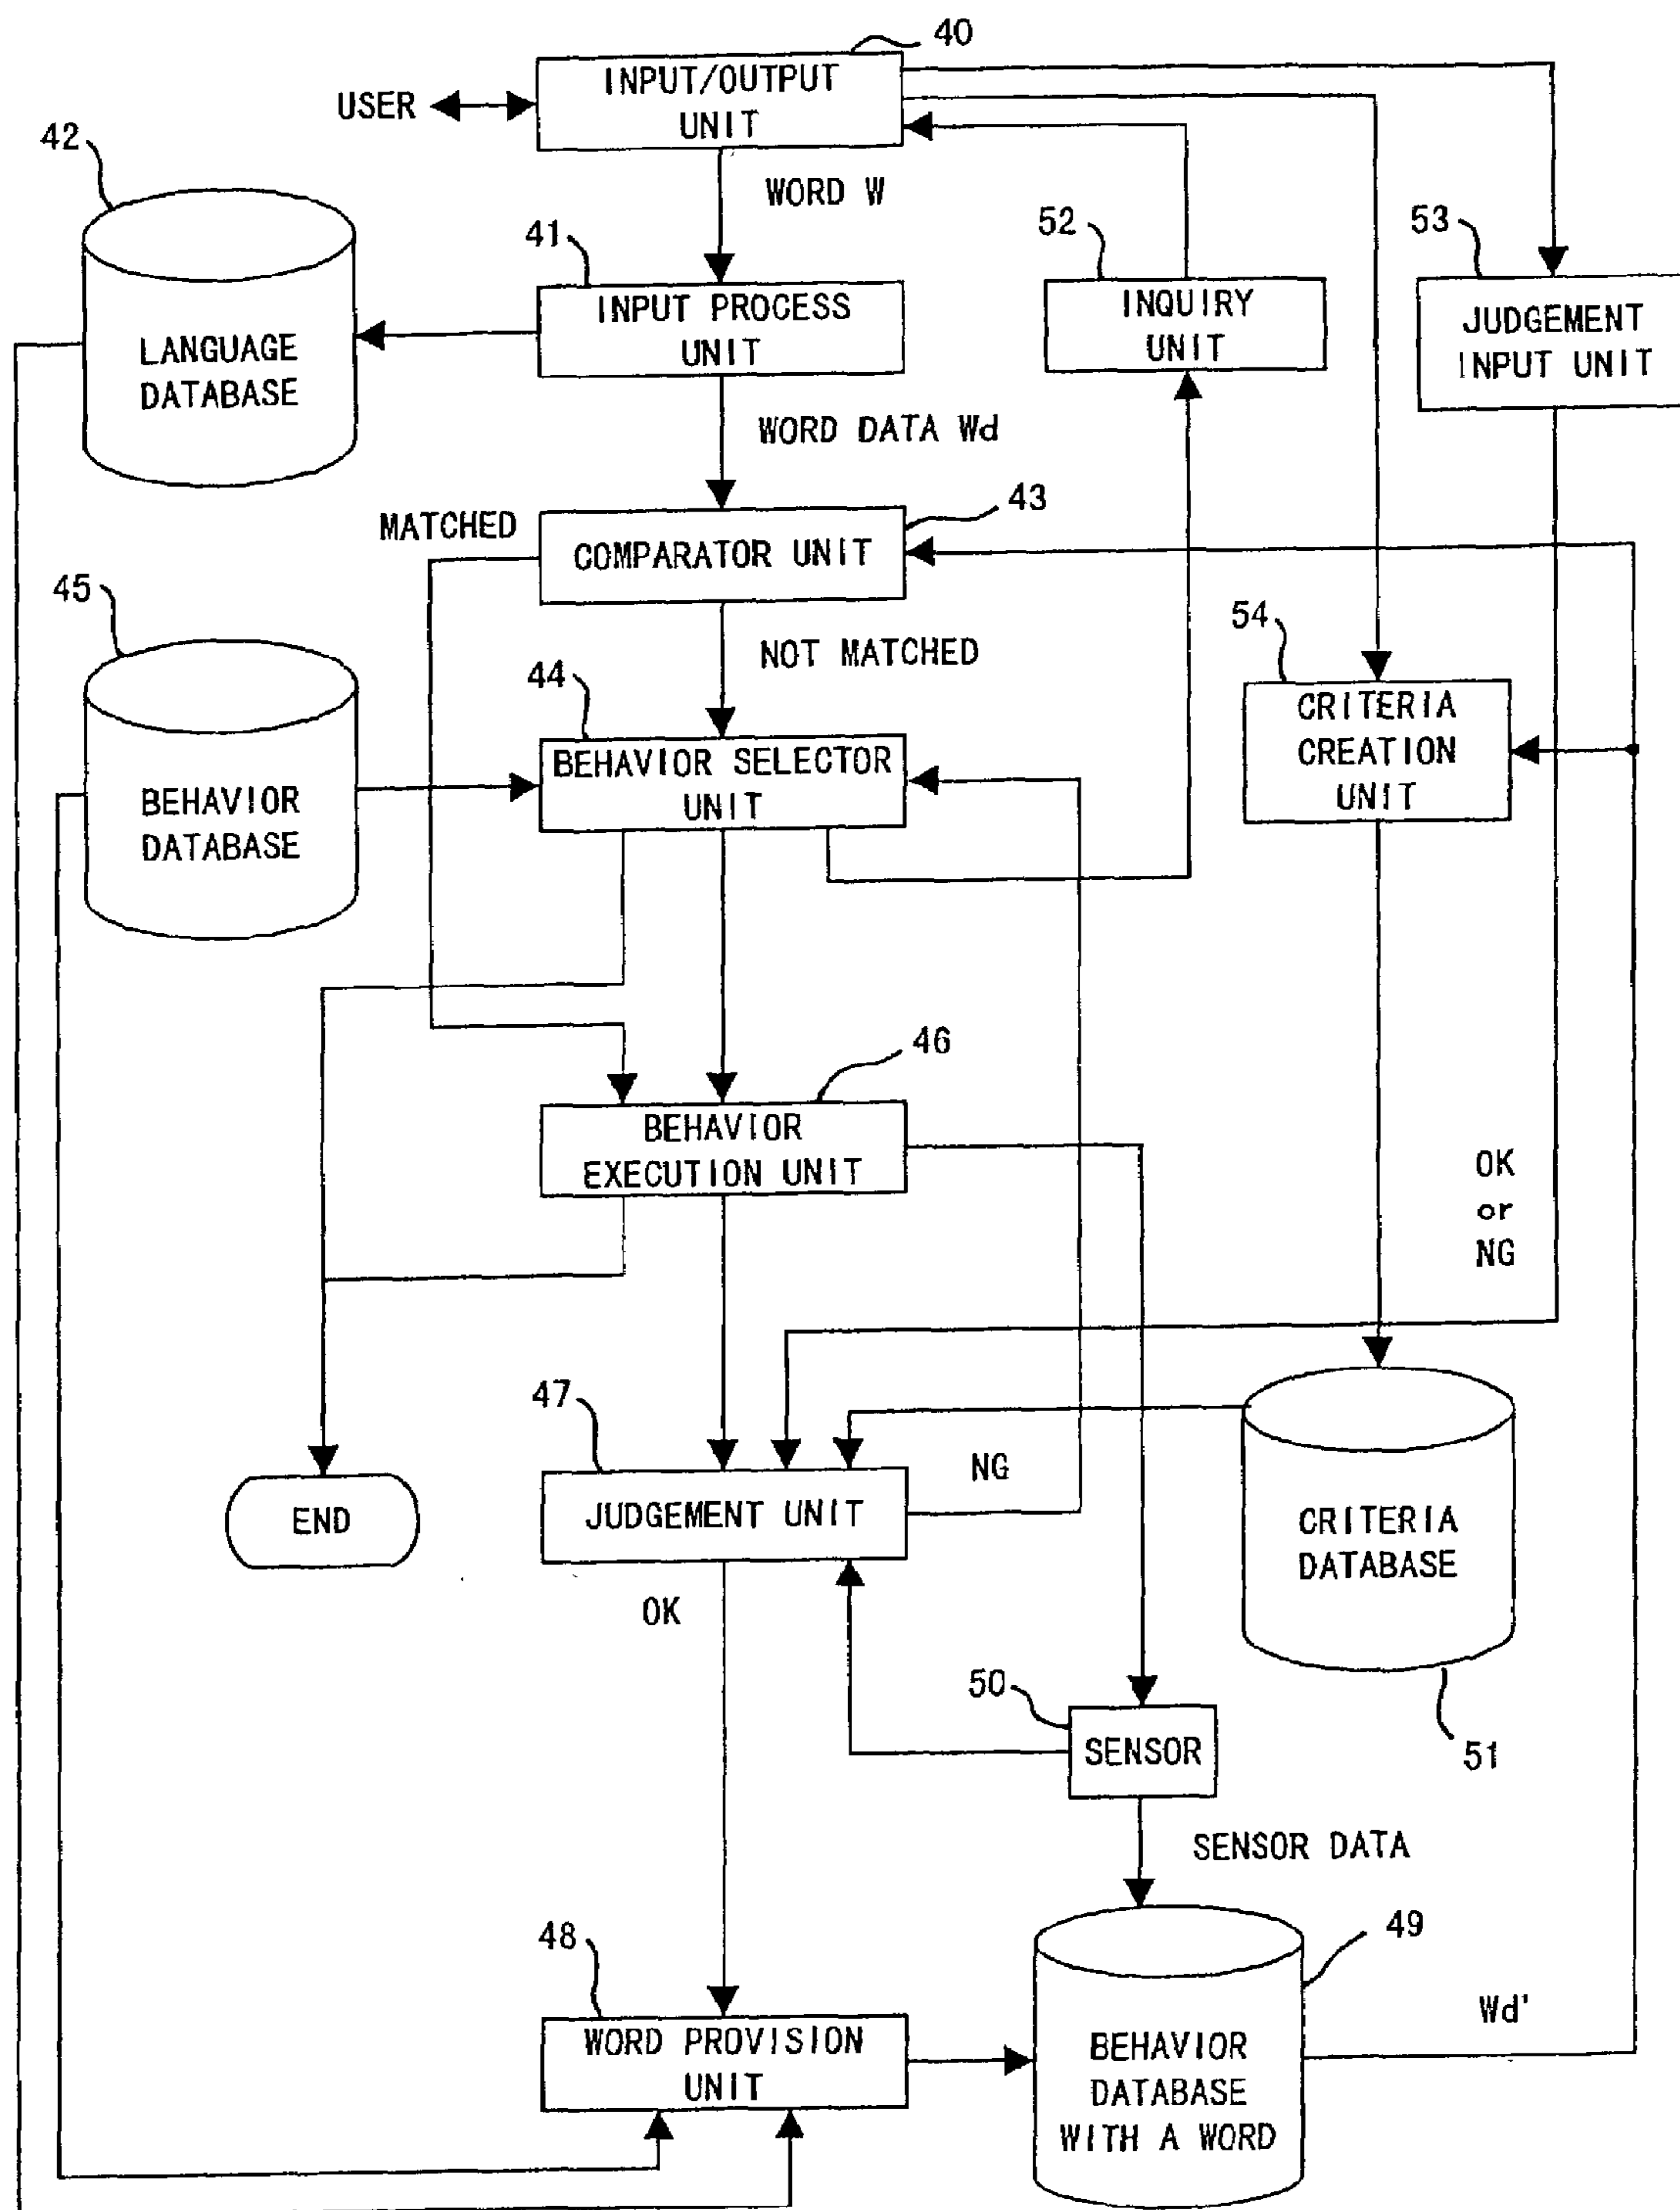 40
INPUT/OUTPUT
UNIT
USER
42
WORD W
41
52
53
INPUT PROCESS
UNIT
INQUIRY
UNIT
JUDGEMENT
INPUT UNIT
LANGUAGE
DATABASE
WORD DATA Wd
43
MATCHED
COMPARATOR UNIT
45
54
NOT MATCHED
44
CRITERIA
CREATION
UNIT
BEHAVIOR SELECTOR
UNIT
BEHAVIOR
DATABASE
46
BEHAVIOR
EXECUTION UNIT
OK
or
NG
47
NG
JUDGEMENT UNIT
END
CRITERIA
DATABASE
OK
50
SENSOR
51
SENSOR DATA
48
49
WORD PROVISION
UNIT
Wd'
BEHAVIOR
DATABASE
WITH A WORD